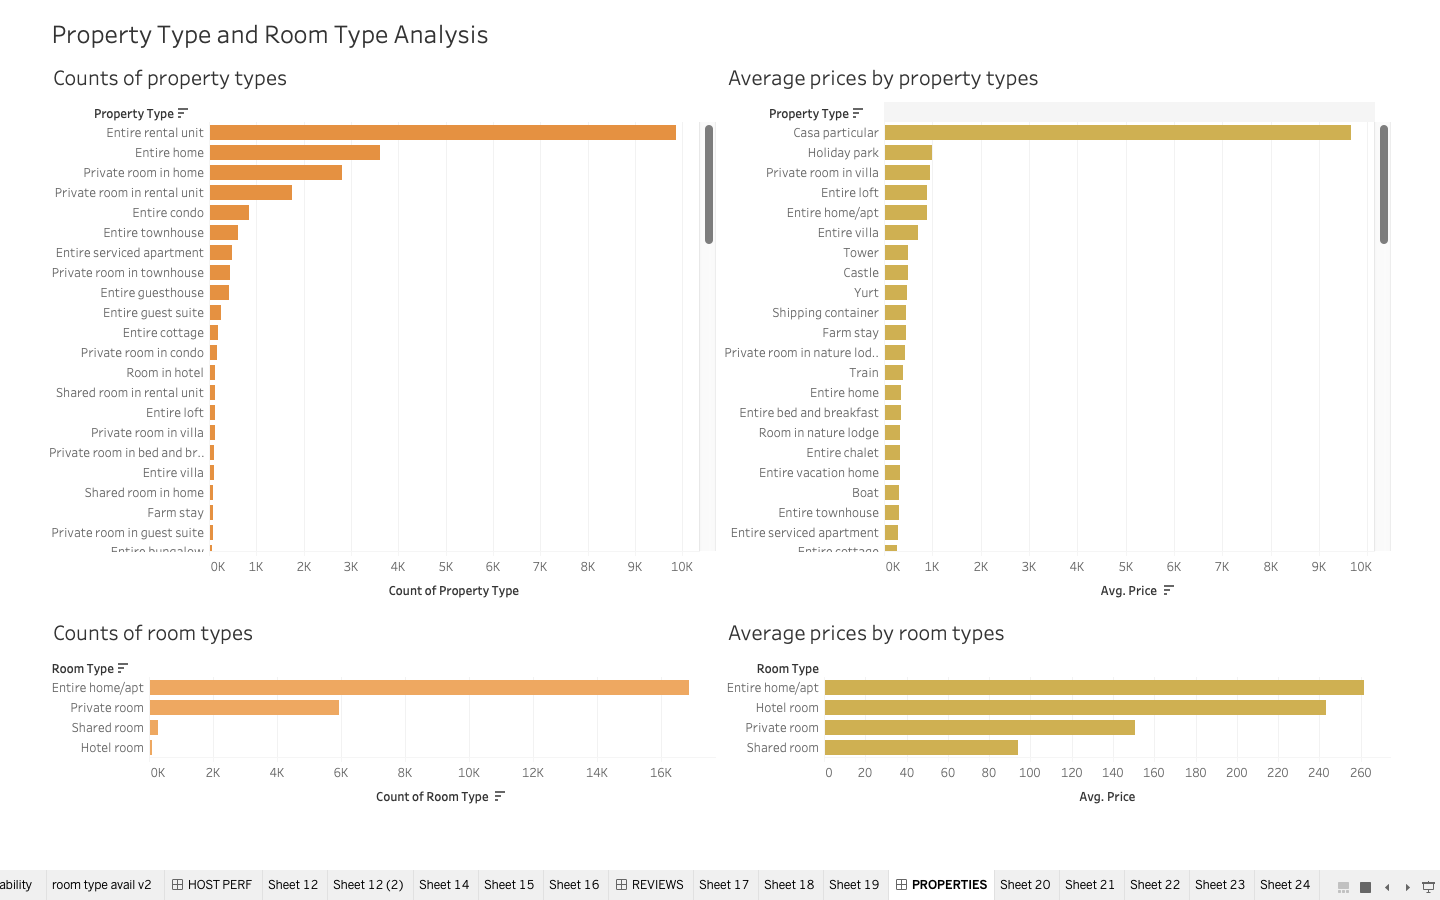 Property Type and Room Type Analysis
Counts of property types
Property Type
Entire rental unit
Entire home
Private room in home
Private room in rental unit
Entire condo
Entire townhouse
Entire serviced apartment
Private room in townhouse
Entire guesthouse
Entire guest suite
Entire cottage
Private room in condo
Room in hotel
Shared room in rental unit
Entire loft
Private room in villa
Private room in bed and br..
Entire villa
Shared room in home
Farm stay
Private room in guest suite
Entire bungalow
0K 1K 2K 3K 4K 5K 6K 7K 8K 9K 10K
Count of Property Type
Average prices by property types
Property Type
Casa particular
Holiday park
Private room in villa
Entire loft
Entire home/apt
Entire villa
Tower
Castle
Yurt
Shipping container
Farm stay
Private room in nature lod..
Train
Entire home
Entire bed and breakfast
Room in nature lodge
Entire chalet
Entire vacation home
Boat
Entire townhouse
Entire serviced apartment
Entire cottage
0K 1K 2K 3K 4K 5K 6K 7K 8K 9K 10K
Avg. Price
Counts of room types
Room Type
Entire home/apt
Private room
Shared room
Hotel room
0K 2K 4K 6K 8K 10K 12K 14K 16K
Count of Room Type
Average prices by room types
Room Type
Entire home/apt
Hotel room
Private room
Shared room
0 20 40 60 80 100 120 140 160 180 200 220 240 260
Avg. Price
ability room type avail v2 HOST PERF Sheet 12 Sheet 12 (2) Sheet 14 Sheet 15 Sheet 16 REVIEWS Sheet 17 Sheet 18 Sheet 19 PROPERTIES Sheet 20 Sheet 21 Sheet 22 Sheet 23 Sheet 24